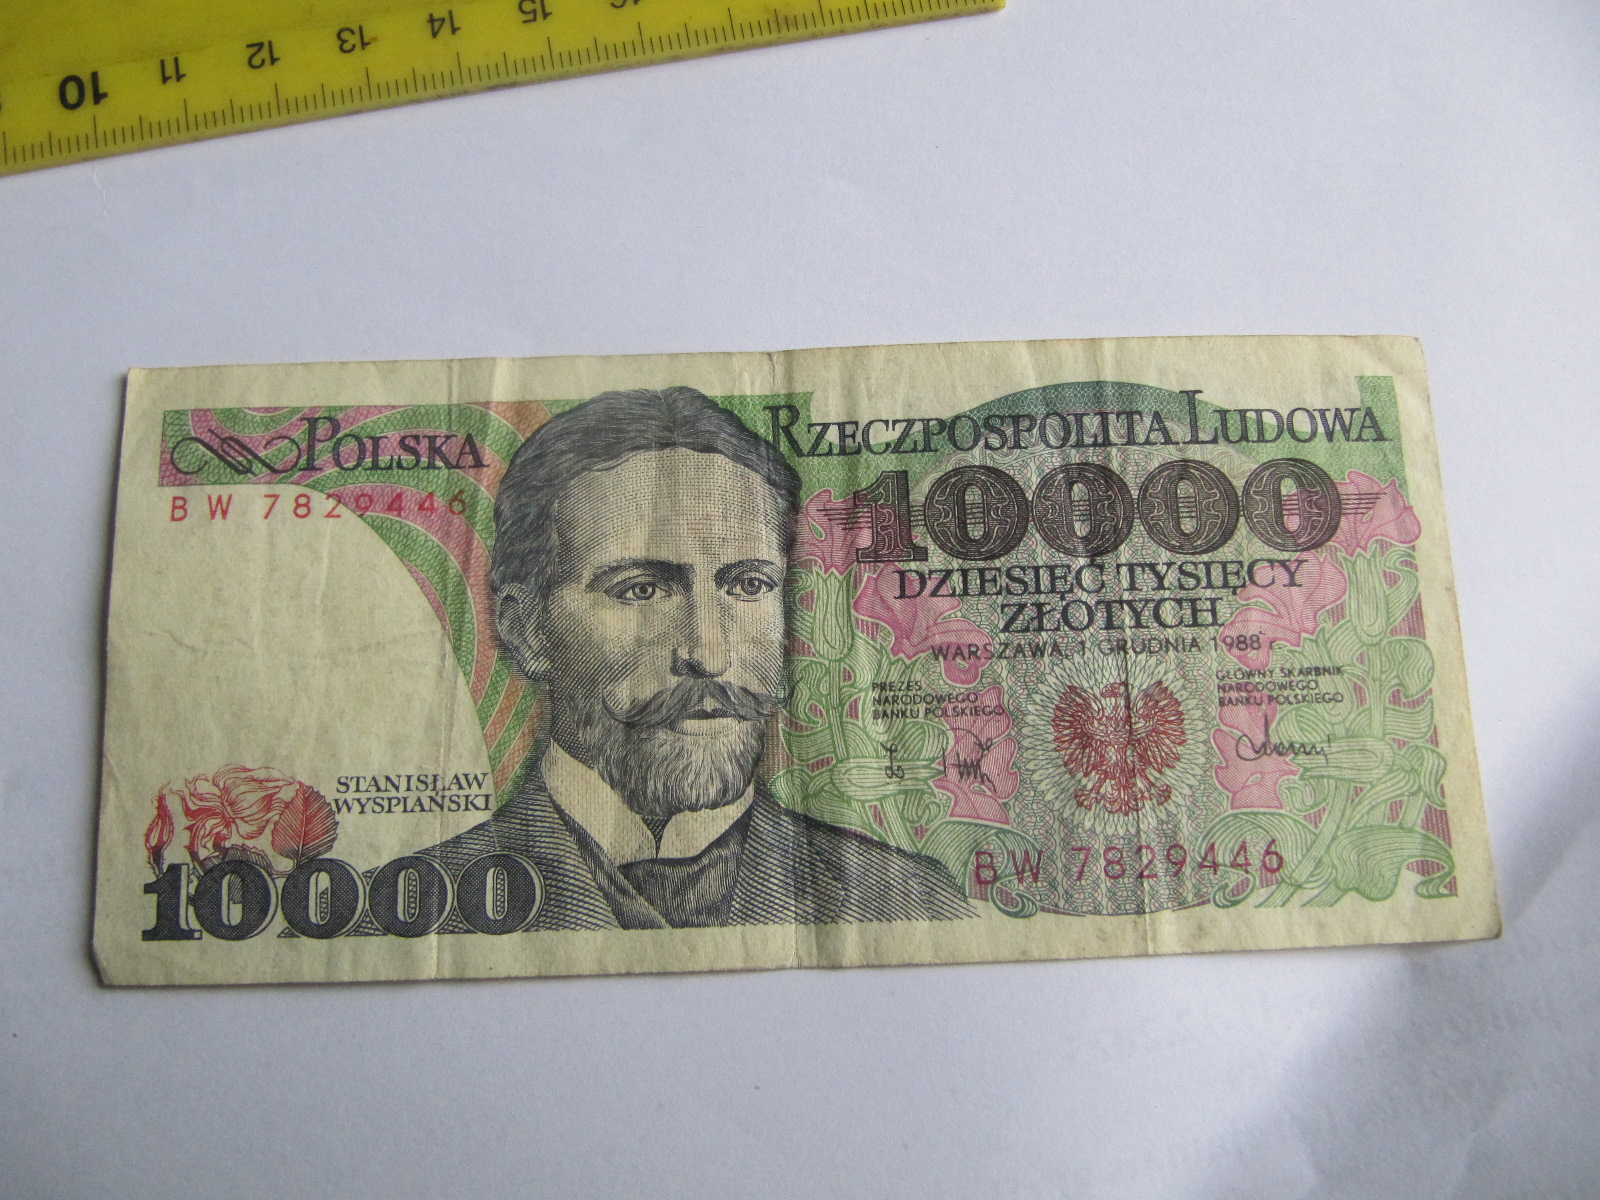 10 11 12 13 14 15 16
POLSKA
RZECZPOSPOLITA LUDOWA
BW 7829446
10000
DZIESIĘĆ TYSIĘCY
ZŁOTYCH
WARSZAWA, 1 GRUDNIA 1988 r.
PREZES
NARODOWEGO
BANKU POLSKIEGO
GŁÓWNY SKARBNIK
NARODOWEGO
BANKU POLSKIEGO
STANISŁAW
WYSPIAŃSKI
10000
BW 7829446